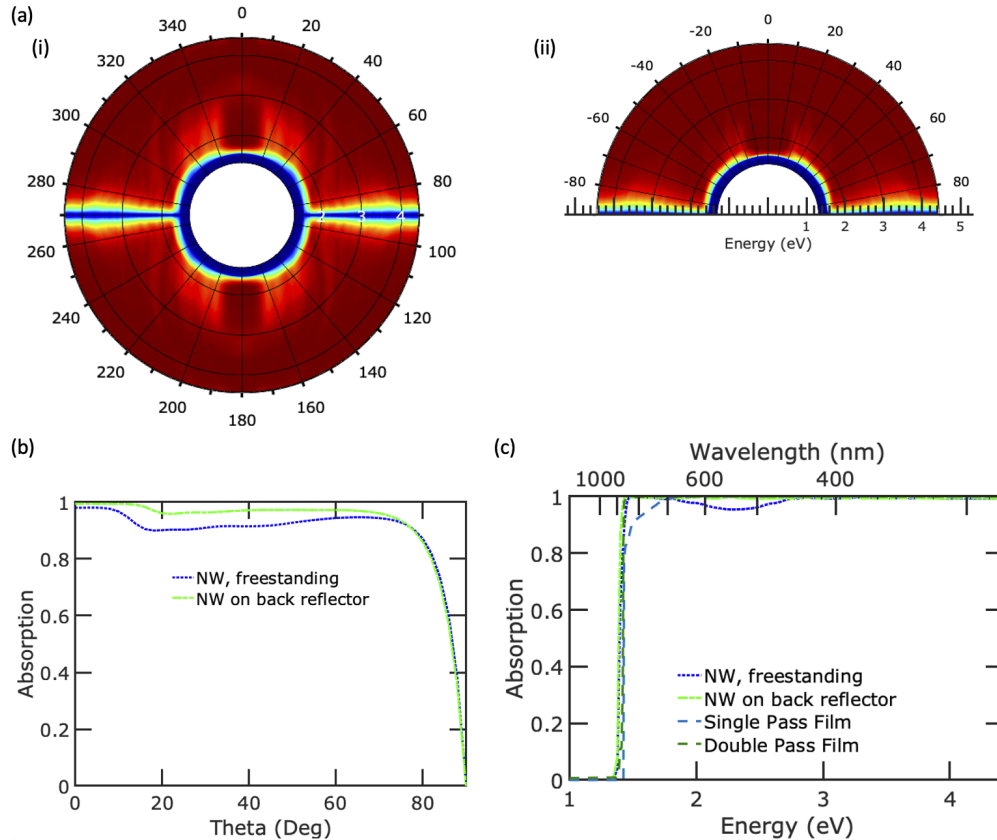 (a)
(i)
0
20
40
60
80
100
120
140
160
180
200
220
240
260
280
300
320
340
2 3 4
(ii)
-80
-60
-40
-20
0
20
40
60
80
1 2 3 4 5
Energy (eV)
(b)
Absorption
1
0.8
0.6
0.4
0.2
0
NW, freestanding
NW on back reflector
0 20 40 60 80
Theta (Deg)
(c)
Wavelength (nm)
1000 600 400
Absorption
1
0.8
0.6
0.4
0.2
0
NW, freestanding
NW on back reflector
Single Pass Film
Double Pass Film
1 2 3 4
Energy (eV)